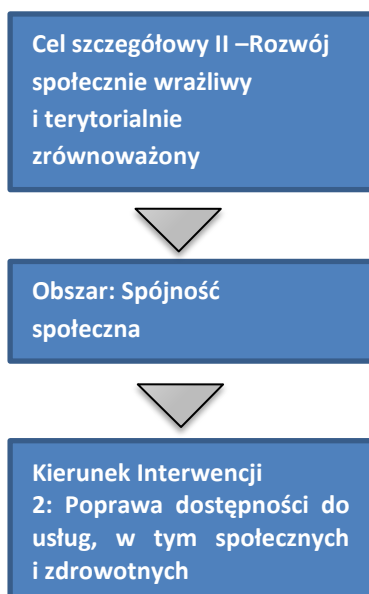 Cel szczegółowy II –Rozwój
społecznie wrażliwy
i terytorialnie
zrównoważony
Obszar: Spójność
społeczna
Kierunek Interwencji
2: Poprawa dostępności do
usług, w tym społecznych
i zdrowotnych